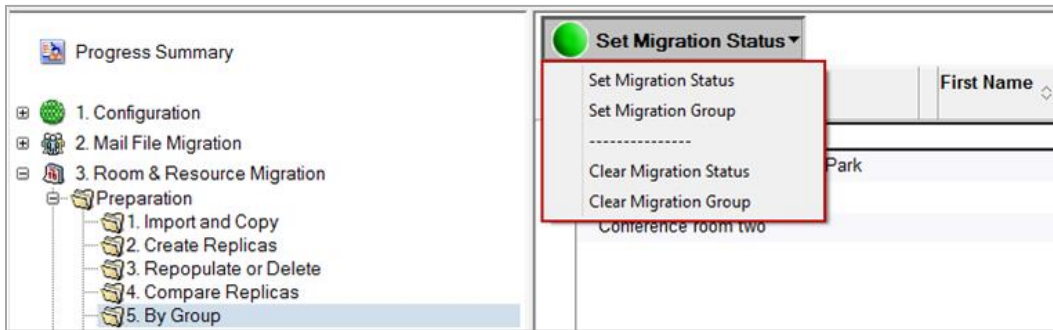 Progress Summary
1. Configuration
2. Mail File Migration
3. Room & Resource Migration
Preparation
1. Import and Copy
2. Create Replicas
3. Repopulate or Delete
4. Compare Replicas
5. By Group
Set Migration Status
Set Migration Status
Set Migration Group
---------------
Clear Migration Status
Clear Migration Group
First Name
Park
Conference room two